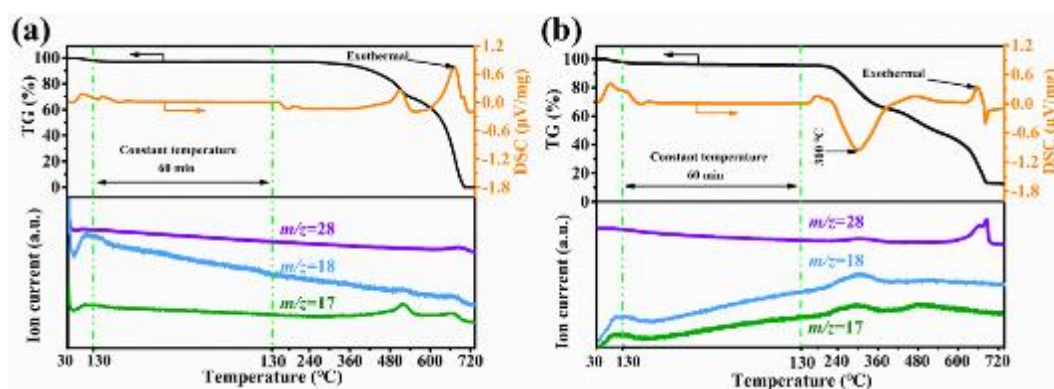 (a)
Exothermal
TG (%)
100
80
60
40
20
0
1.2
0.6
0.0
-0.6
-1.2
-1.8
DSC (μV/mg)
Constant temperature
60 min
Ion current (a.u.)
m/z=28
m/z=18
m/z=17
30 130 130 240 360 480 600 720
Temperature (℃)
(b)
Exothermal
TG (%)
100
80
60
40
20
0
1.2
0.6
0.0
-0.6
-1.2
-1.8
DSC (μV/mg)
300 ℃
Constant temperature
60 min
Ion current (a.u.)
m/z=28
m/z=18
m/z=17
30 130 130 240 360 480 600 720
Temperature (℃)